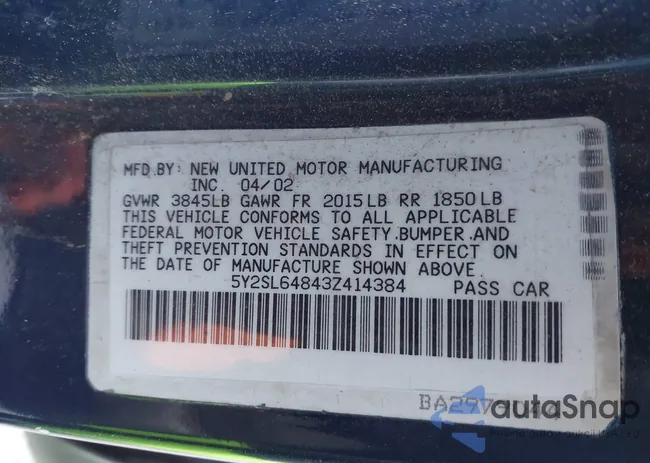 MFD.BY: NEW UNITED MOTOR MANUFACTURING
INC. 04/02
GVWR 3845LB GAWR FR 2015LB RR 1850LB
THIS VEHICLE CONFORMS TO ALL APPLICABLE
FEDERAL MOTOR VEHICLE SAFETY.BUMPER.AND
THEFT PREVENTION STANDARDS IN EFFECT ON
THE DATE OF MANUFACTURE SHOWN ABOVE.
5Y2SL64843Z414384 PASS CAR
autoSnap